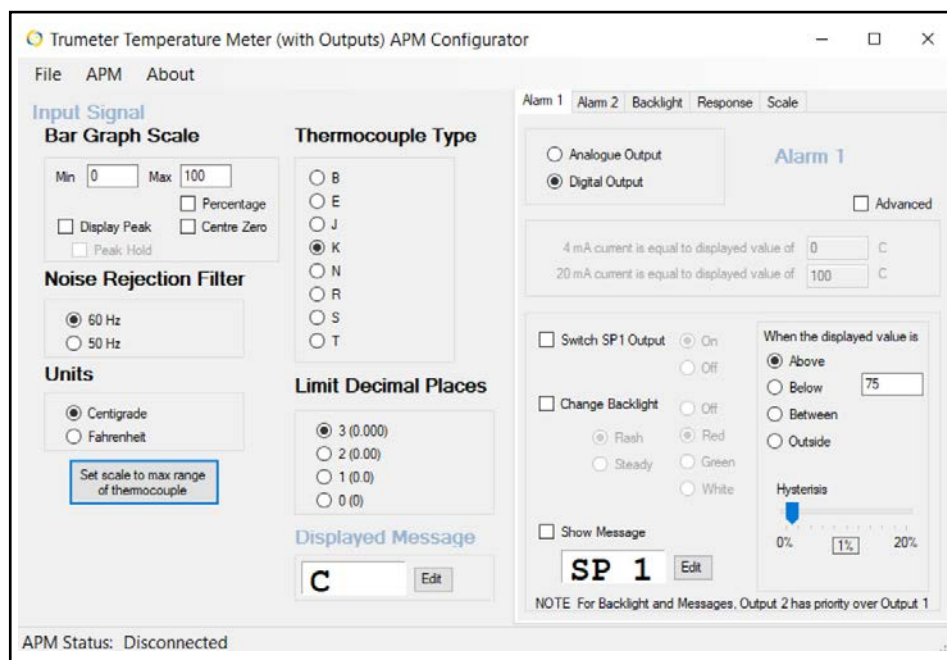 Trumeter Temperature Meter (with Outputs) APM Configurator
File APM About
Input Signal
Bar Graph Scale
Min 0 Max 100
Percentage
Display Peak Centre Zero
Peak Hold
Noise Rejection Filter
60 Hz
50 Hz
Units
Centigrade
Fahrenheit
Set scale to max range
of thermocouple
Thermocouple Type
B
E
J
K
N
R
S
T
Limit Decimal Places
3 (0.000)
2 (0.00)
1 (0.0)
0 (0)
Displayed Message
C Edit
Alarm 1 Alarm 2 Backlight Response Scale
Analogue Output
Digital Output
Alarm 1
Advanced
4 mA current is equal to displayed value of 0 C
20 mA current is equal to displayed value of 100 C
Switch SP1 Output On
Off
Change Backlight Off
Flash Red
Steady Green
White
Show Message
SP 1 Edit
When the displayed value is
Above
Below 75
Between
Outside
Hysterisis
0% 1% 20%
NOTE For Backlight and Messages, Output 2 has priority over Output 1
APM Status: Disconnected